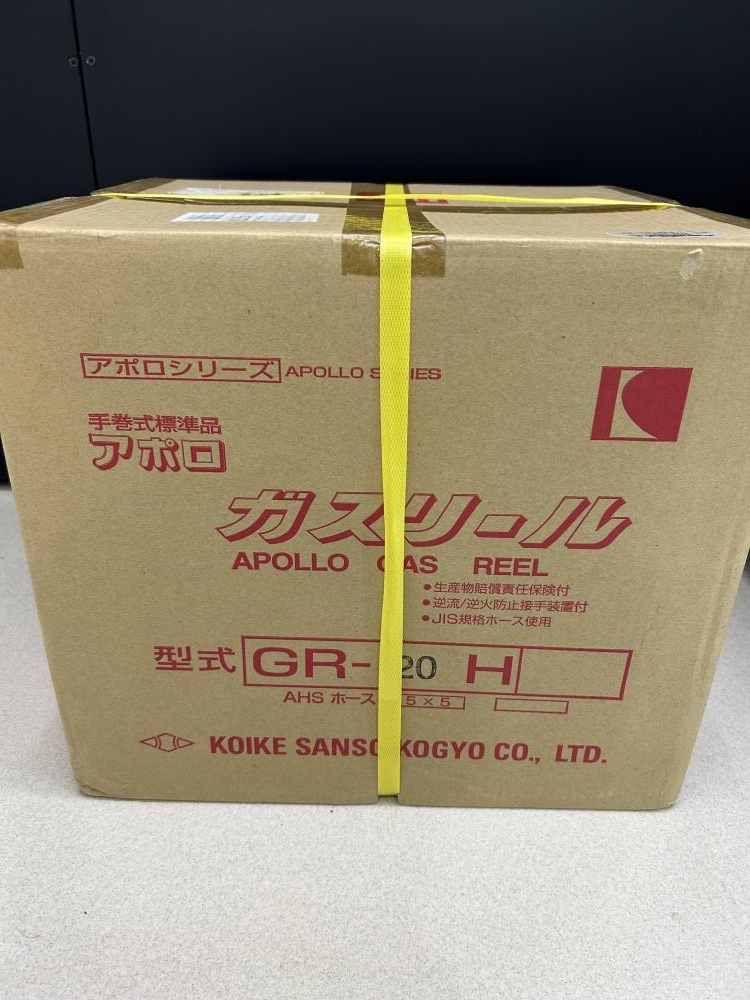 アポロシリーズ APOLLO S IES
手巻式標準品
アポロ
ガスリール
APOLLO GAS REEL
•生産物賠償責任保険付
•逆流/逆火防止接手装置付
•JIS規格ホース使用
型式 GR- 20 H
AHS ホース 5×5
KOIKE SANSO KOGYO CO., LTD.